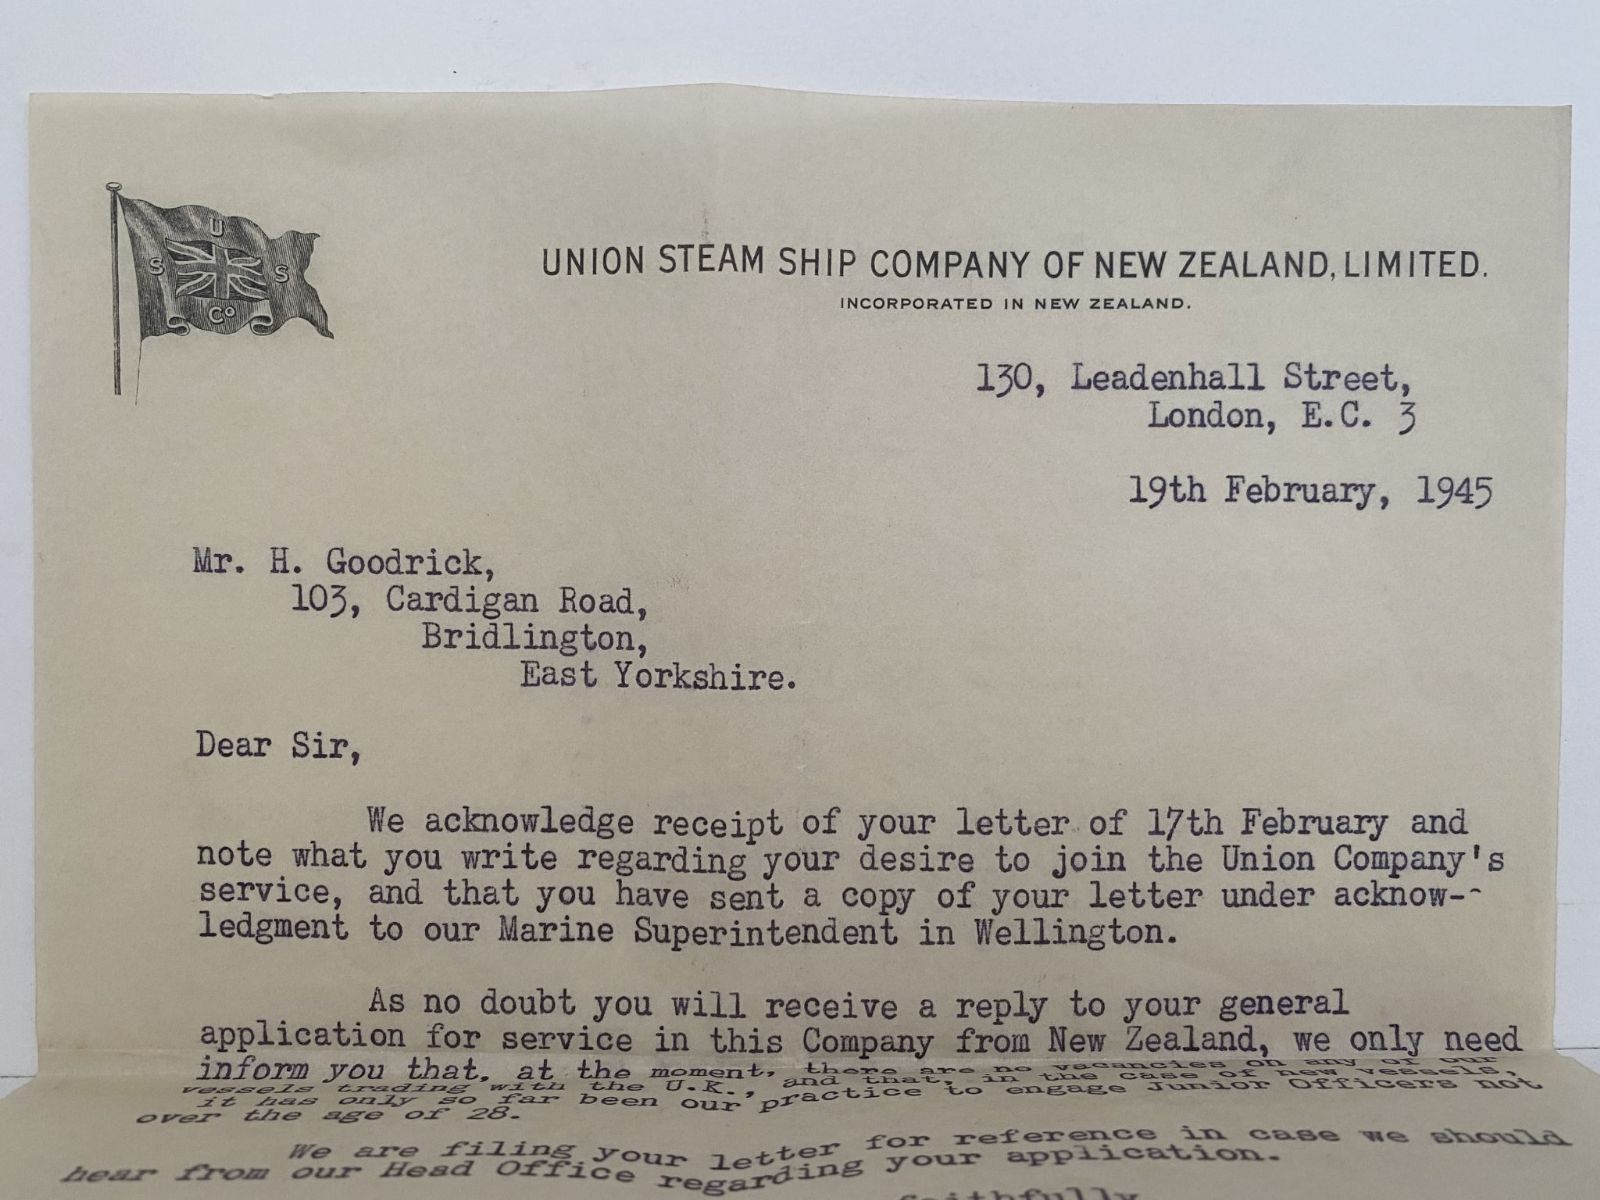 U
S S
Co
UNION STEAM SHIP COMPANY OF NEW ZEALAND, LIMITED.
INCORPORATED IN NEW ZEALAND.
130, Leadenhall Street,
London, E.C. 3
19th February, 1945
Mr. H. Goodrick,
103, Cardigan Road,
Bridlington,
East Yorkshire.
Dear Sir,
We acknowledge receipt of your letter of 17th February and
note what you write regarding your desire to join the Union Company's
service, and that you have sent a copy of your letter under acknow-
ledgment to our Marine Superintendent in Wellington.
As no doubt you will receive a reply to your general
application for service in this Company from New Zealand, we only need
inform you that, at the moment, there are no vacancies on any of our
vessels trading with the U.K., and that, in the case of new vessels,
it has only so far been our practice to engage Junior Officers not
over the age of 28.
We are filing your letter for reference in case we should
hear from our Head Office regarding your application.
faithfully